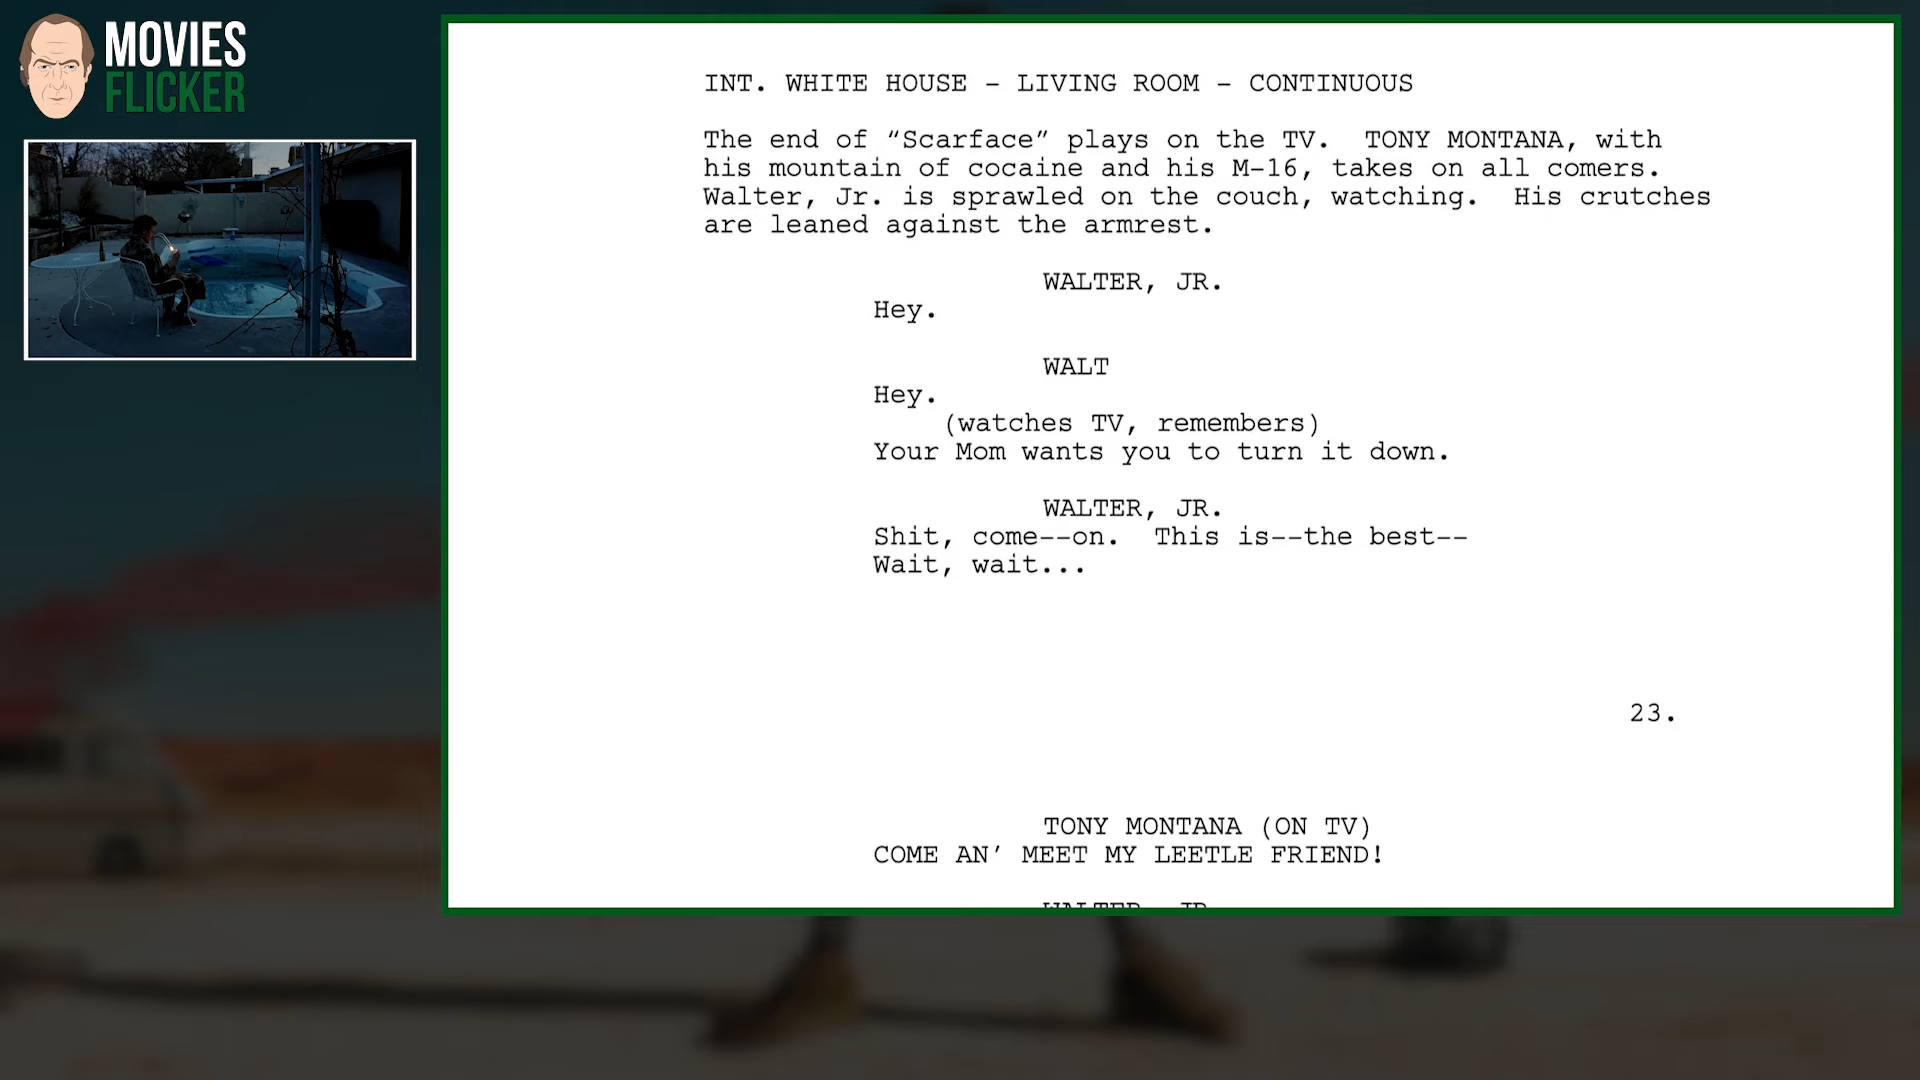 MOVIES
FLICKER
INT. WHITE HOUSE – LIVING ROOM – CONTINUOUS
The end of “Scarface” plays on the TV.  TONY MONTANA, with
his mountain of cocaine and his M-16, takes on all comers.
Walter, Jr. is sprawled on the couch, watching.  His crutches
are leaned against the armrest.
WALTER, JR.
Hey.
WALT
Hey.
(watches TV, remembers)
Your Mom wants you to turn it down.
WALTER, JR.
Shit, come--on.  This is--the best--
Wait, wait...
23.
TONY MONTANA (ON TV)
COME AN’ MEET MY LEETLE FRIEND!
WALTER, JR.